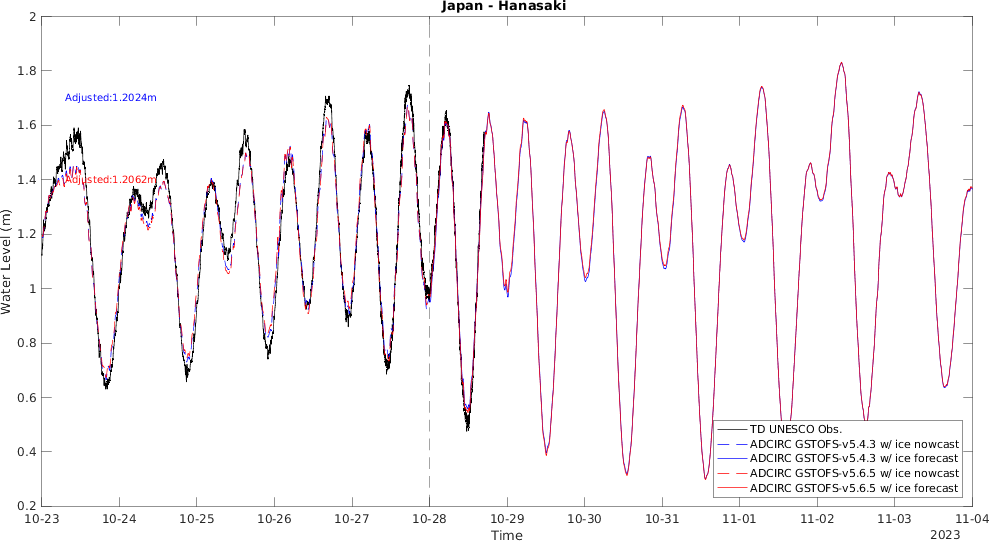 Japan - Hanasaki
2
1.8
1.6
1.4
1.2
1
0.8
0.6
0.4
0.2
Water Level (m)
Adjusted:1.2024m
Adjusted:1.2062m
TD UNESCO Obs.
ADCIRC GSTOFS-v5.4.3 w/ ice nowcast
ADCIRC GSTOFS-v5.4.3 w/ ice forecast
ADCIRC GSTOFS-v5.6.5 w/ ice nowcast
ADCIRC GSTOFS-v5.6.5 w/ ice forecast
10-23 10-24 10-25 10-26 10-27 10-28 10-29 10-30 10-31 11-01 11-02 11-03 11-04
Time
2023